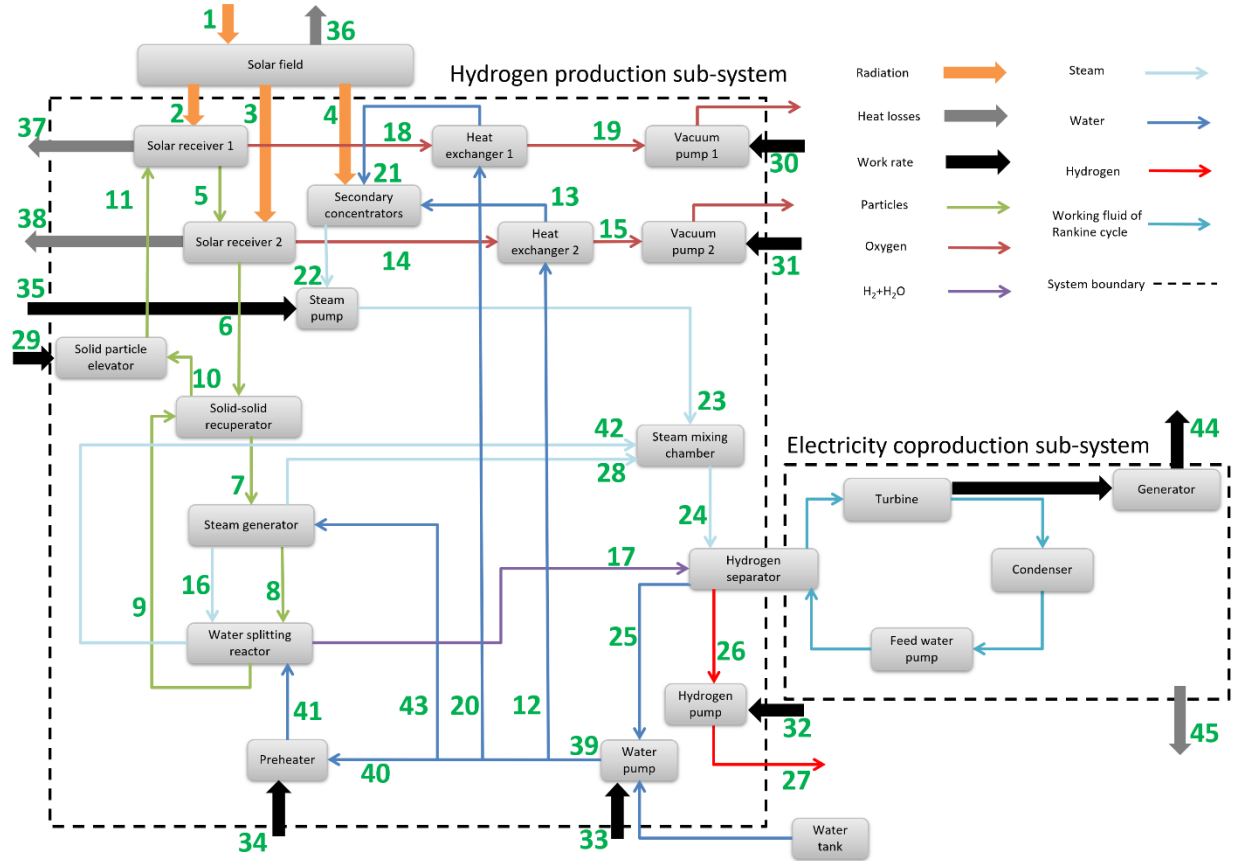 1
36
Solar field
Hydrogen production sub-system
2
3
4
37
Solar receiver 1
18
Heat
exchanger 1
19
Vacuum
pump 1
30
11
5
21
Secondary
concentrators
13
38
Solar receiver 2
14
Heat
exchanger 2
15
Vacuum
pump 2
31
35
22
Steam
pump
6
29
Solid particle
elevator
10
Solid-solid
recuperator
23
42
28
Steam mixing
chamber
7
Steam generator
24
16
8
9
17
Hydrogen
separator
Water splitting
reactor
25
26
41
43
20
12
Hydrogen
pump
32
Preheater
40
39
Water
pump
27
34
33
Water
tank
Electricity coproduction sub-system
44
Turbine
Generator
Condenser
Feed water
pump
45
Radiation
Heat losses
Work rate
Particles
Oxygen
H₂+H₂O
Steam
Water
Hydrogen
Working fluid of
Rankine cycle
System boundary